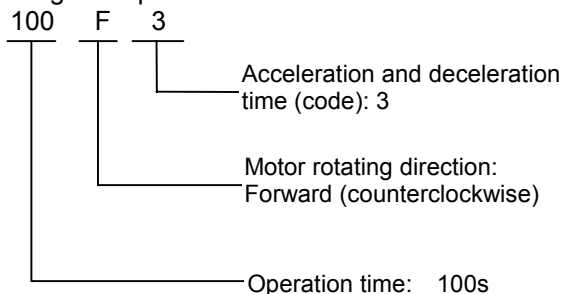 100 F 3
Acceleration and deceleration
time (code): 3
Motor rotating direction:
Forward (counterclockwise)
Operation time: 100s